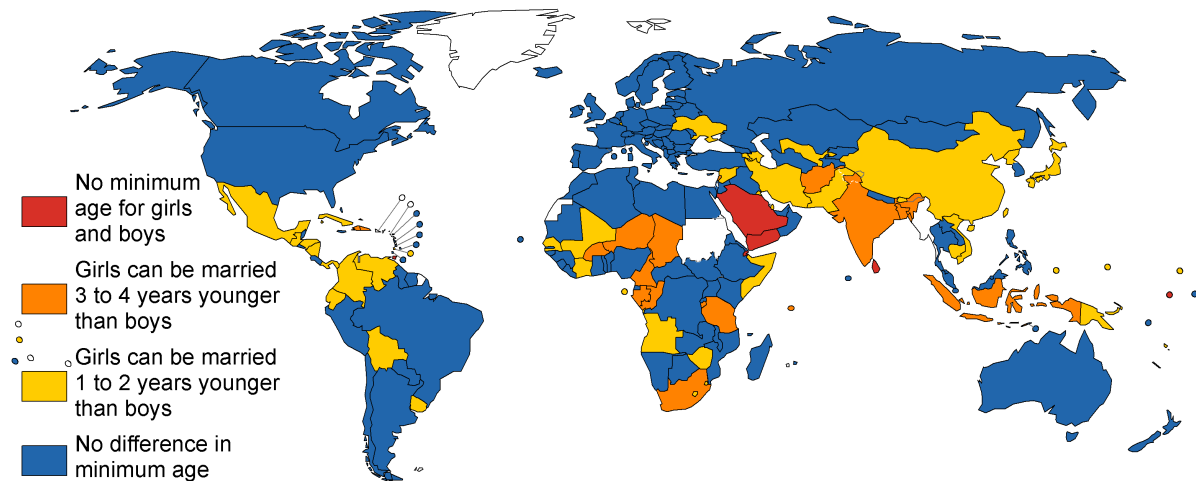 No minimum
age for girls
and boys
Girls can be married
3 to 4 years younger
than boys
Girls can be married
1 to 2 years younger
than boys
No difference in
minimum age